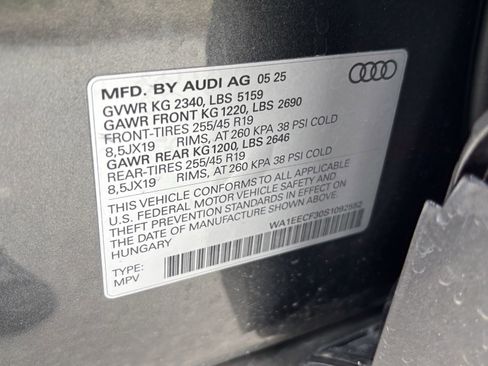 MFD. BY AUDI AG 05 25
GVWR KG 2340, LBS 5159
GAWR FRONT KG 1220, LBS 2690
FRONT-TIRES 255/45 R19
8,5JX19 RIMS, AT 260 KPA 38 PSI COLD
GAWR REAR KG1200, LBS 2646
REAR-TIRES 255/45 R19
8,5JX19 RIMS, AT 260 KPA 38 PSI COLD
THIS VEHICLE CONFORMS TO ALL APPLICABLE
U.S. FEDERAL MOTOR VEHICLE SAFETY AND
THEFT PREVENTION STANDARDS IN EFFECT ON
THE DATE OF MANUFACTURE SHOWN ABOVE.
HUNGARY
WA1EECF30S1092552
TYPE:
MPV